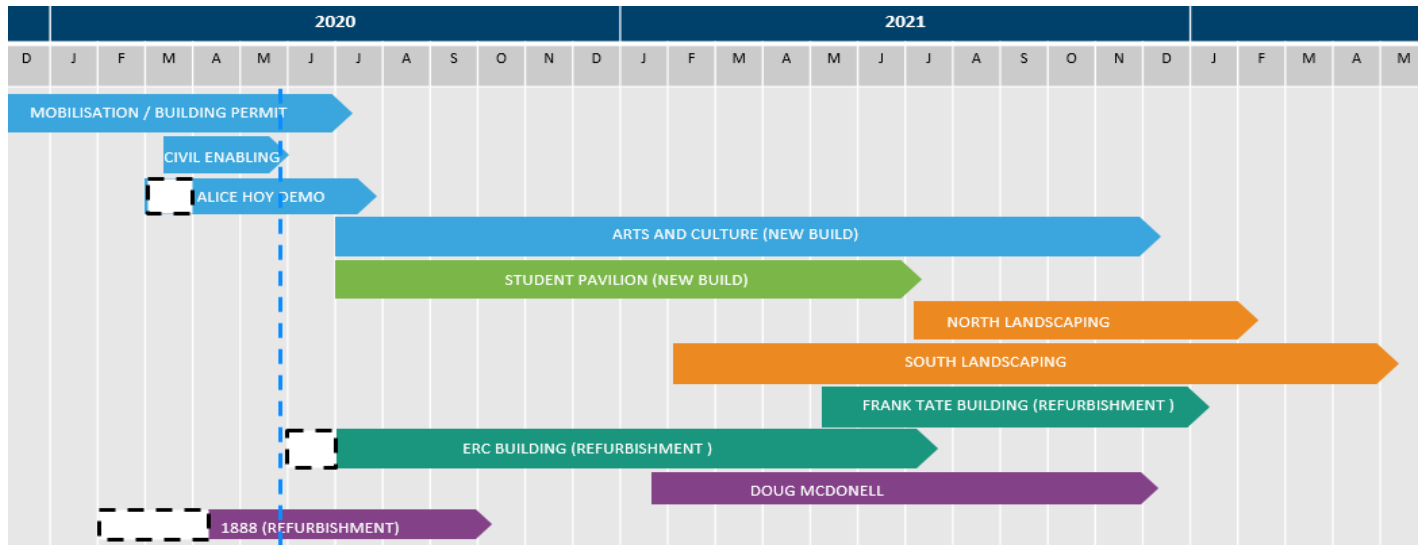 2020 2021
D J F M A M J J A S O N D J F M A M J J A S O N D J F M A M
MOBILISATION / BUILDING PERMIT
CIVIL ENABLING
ALICE HOY DEMO
ARTS AND CULTURE (NEW BUILD)
STUDENT PAVILION (NEW BUILD)
NORTH LANDSCAPING
SOUTH LANDSCAPING
FRANK TATE BUILDING (REFURBISHMENT )
ERC BUILDING (REFURBISHMENT )
DOUG MCDONELL
1888 (REFURBISHMENT)